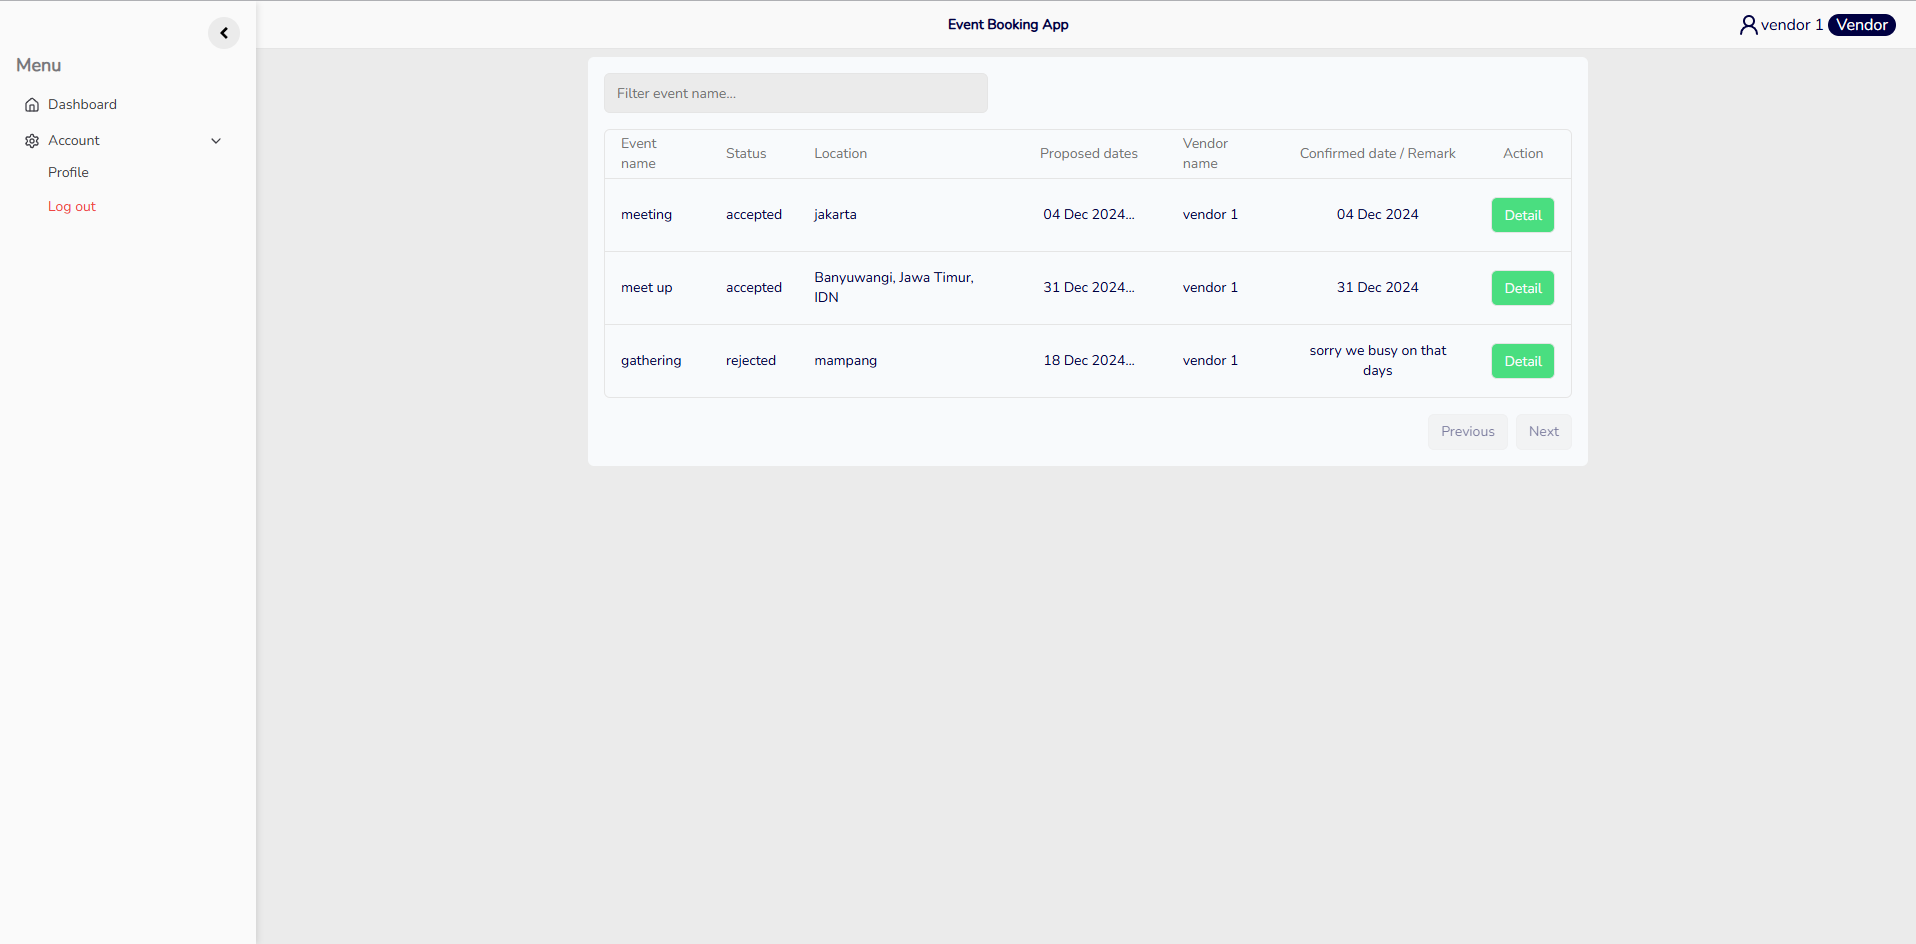 Event Booking App
vendor 1 Vendor
Menu
Dashboard
Account
Profile
Log out
Filter event name...
Event name Status Location Proposed dates Vendor name Confirmed date / Remark Action
meeting accepted jakarta 04 Dec 2024... vendor 1 04 Dec 2024 Detail
meet up accepted Banyuwangi, Jawa Timur, IDN 31 Dec 2024... vendor 1 31 Dec 2024 Detail
gathering rejected mampang 18 Dec 2024... vendor 1 sorry we busy on that days Detail
Previous Next